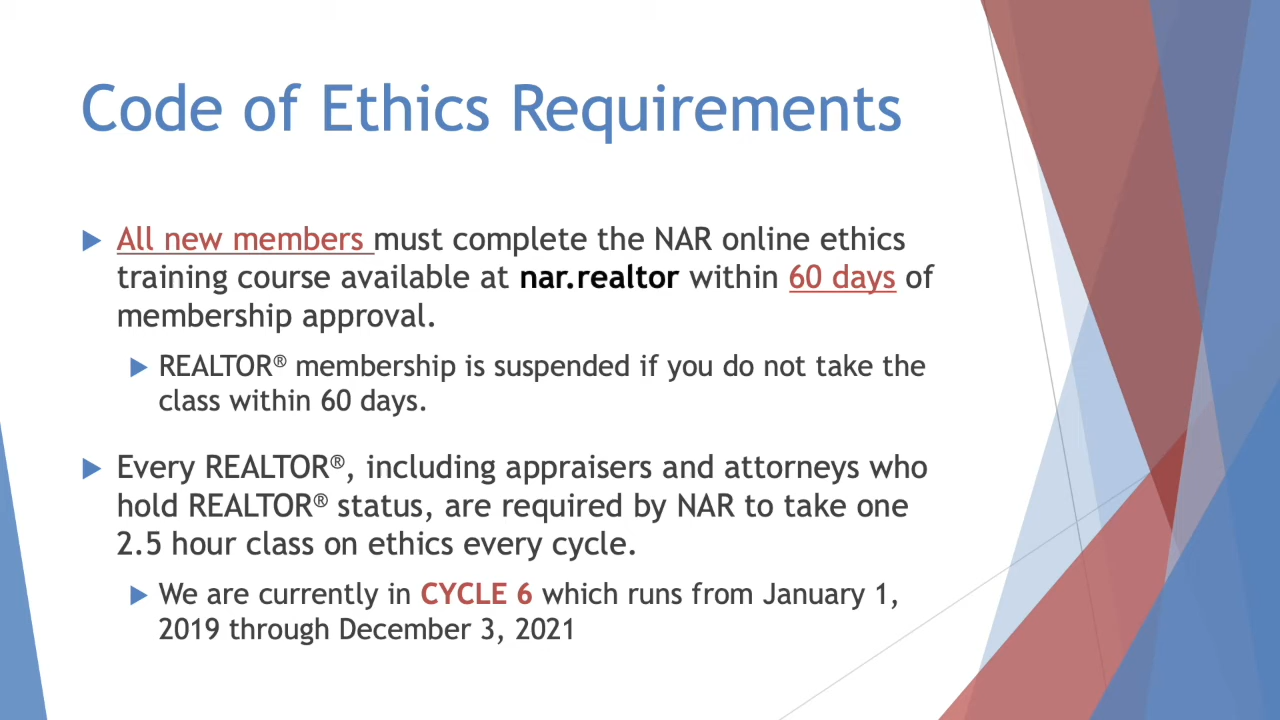 Code of Ethics Requirements
All new members must complete the NAR online ethics
training course available at nar.realtor within 60 days of
membership approval.
REALTOR® membership is suspended if you do not take the
class within 60 days.
Every REALTOR®, including appraisers and attorneys who
hold REALTOR® status, are required by NAR to take one
2.5 hour class on ethics every cycle.
We are currently in CYCLE 6 which runs from January 1,
2019 through December 3, 2021